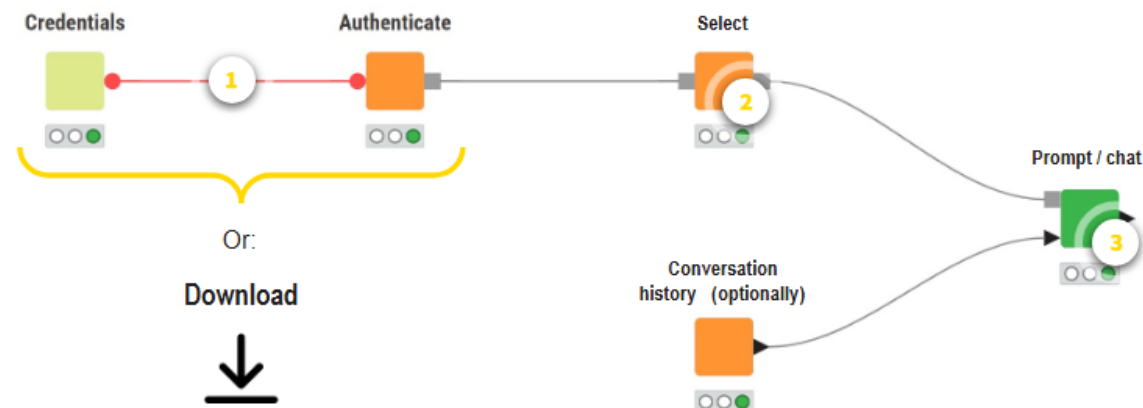 Credentials
Authenticate
Select
1
2
Prompt / chat
3
Or:
Download
Conversation
history (optionally)